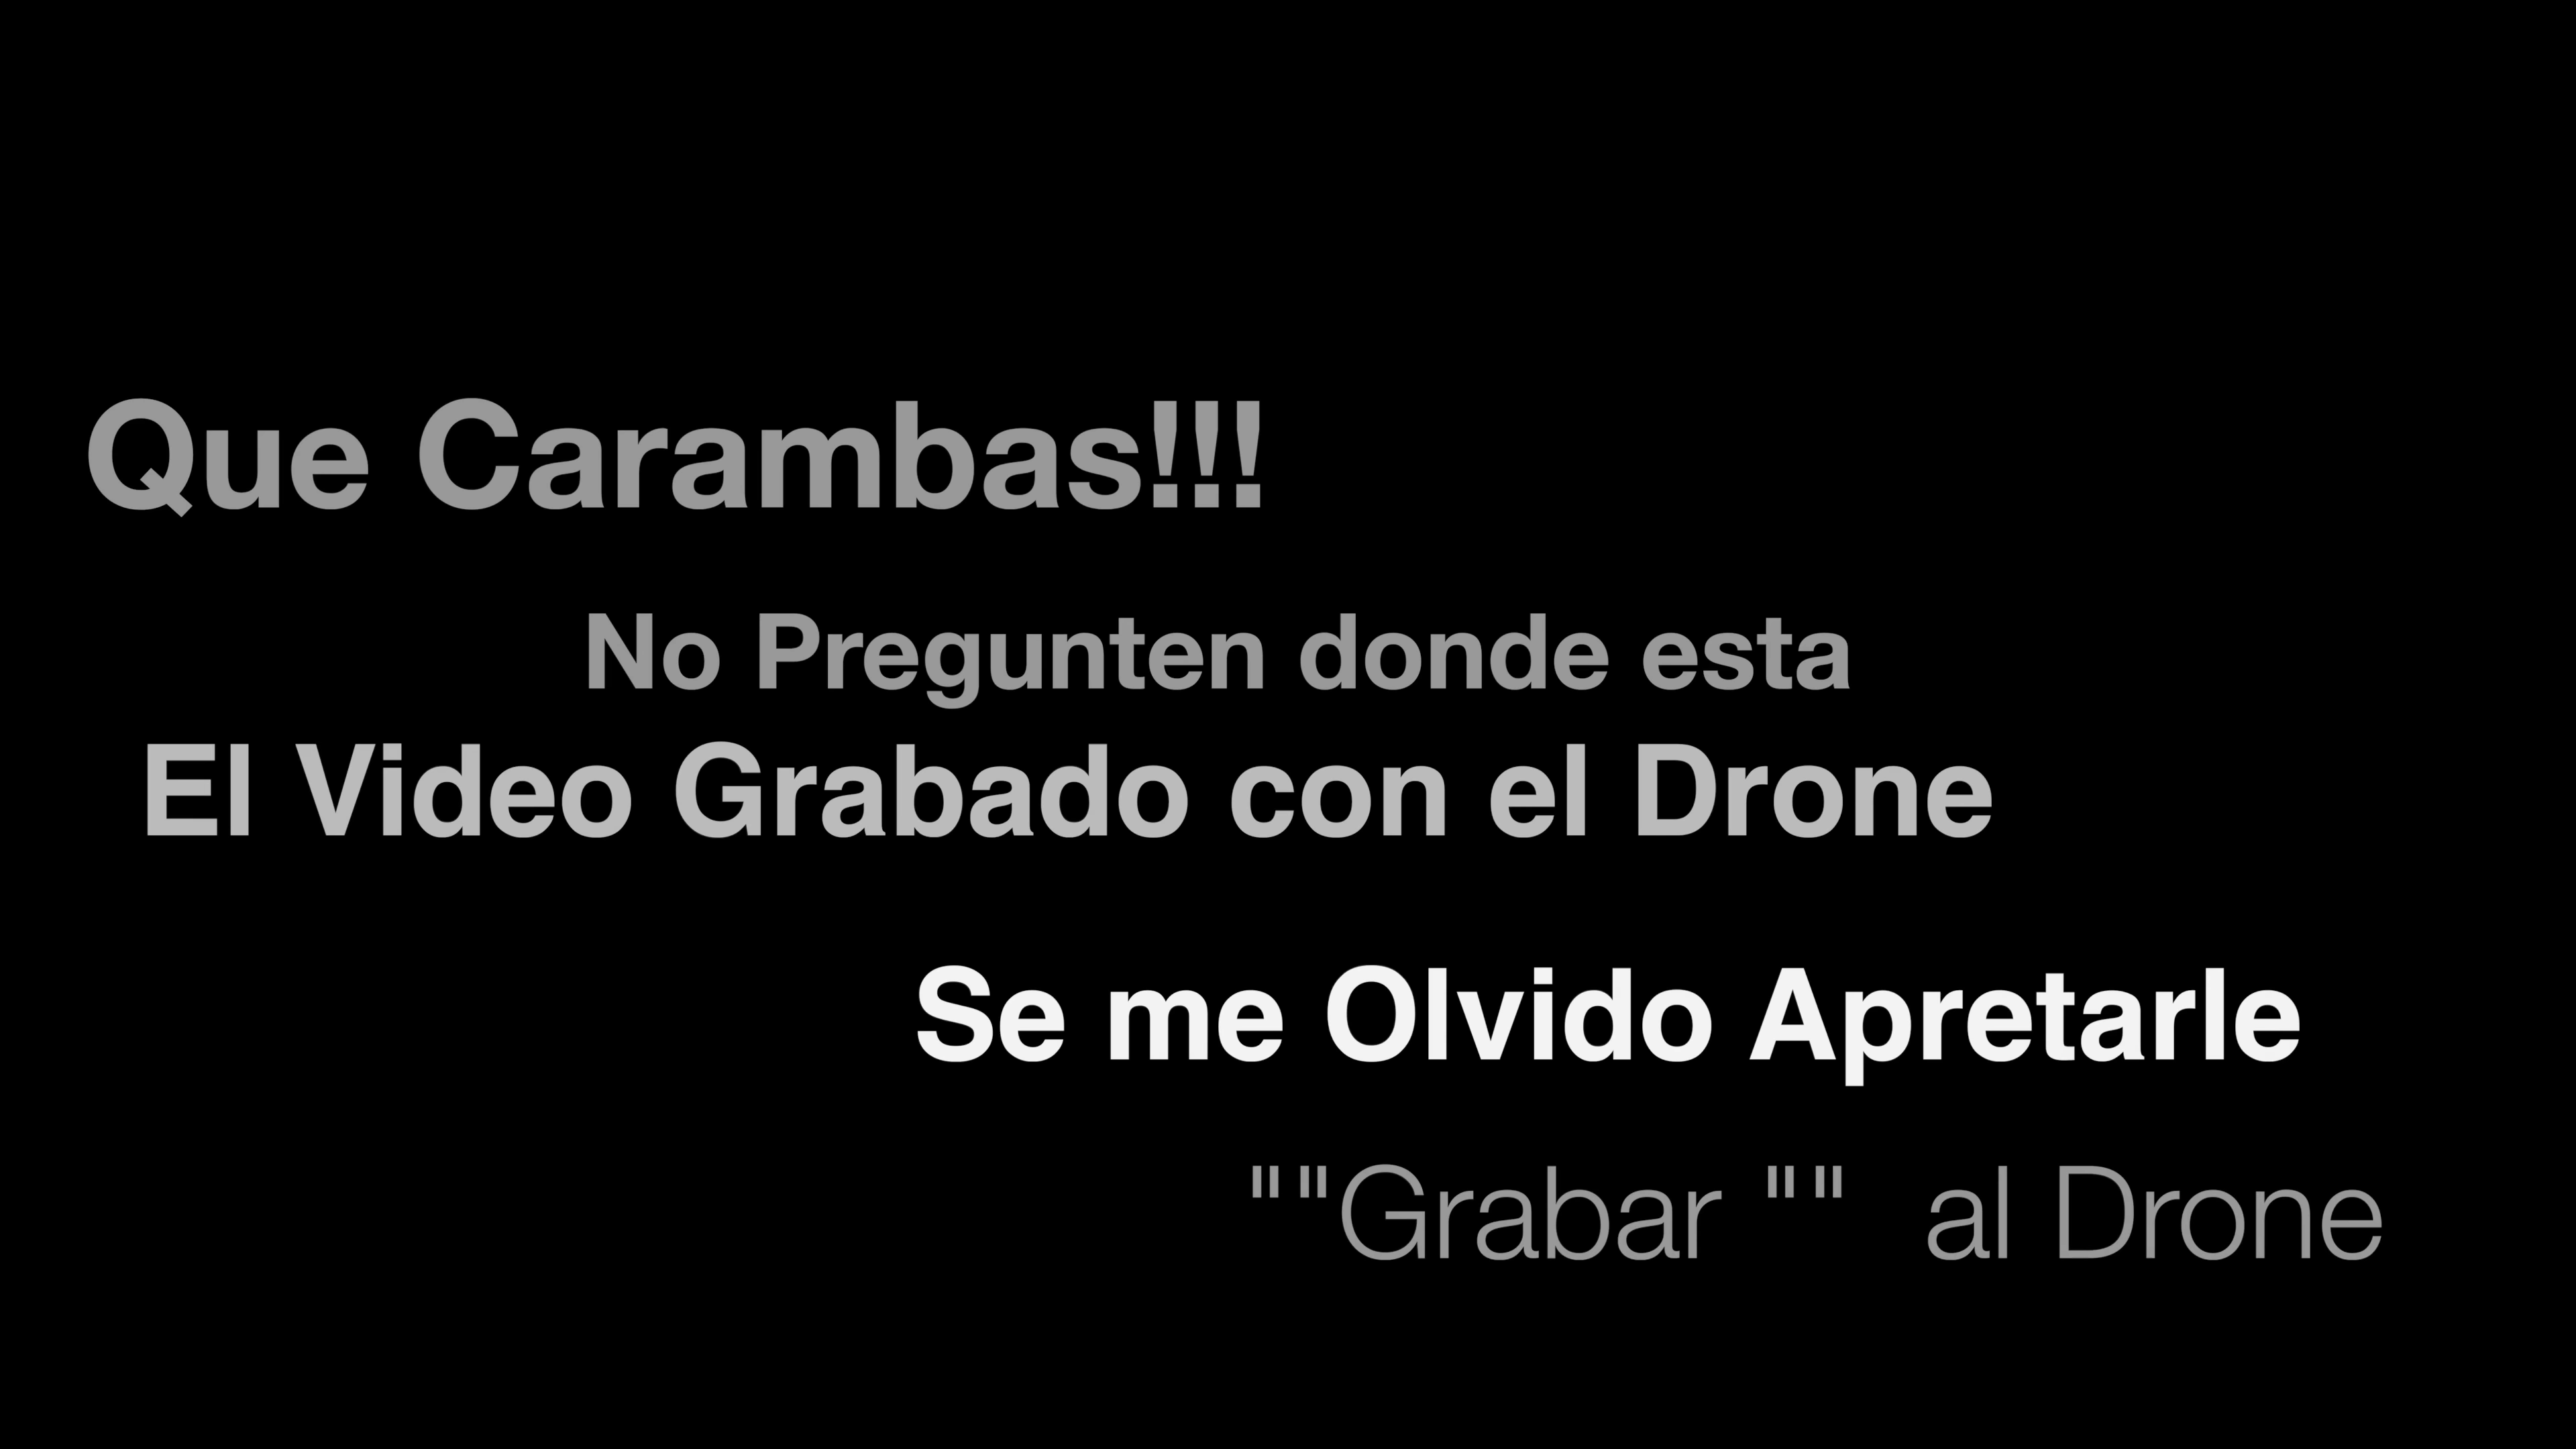 Que Carambas!!!
No Pregunten donde esta
El Video Grabado con el Drone
Se me Olvido Apretarle
""Grabar ""  al Drone